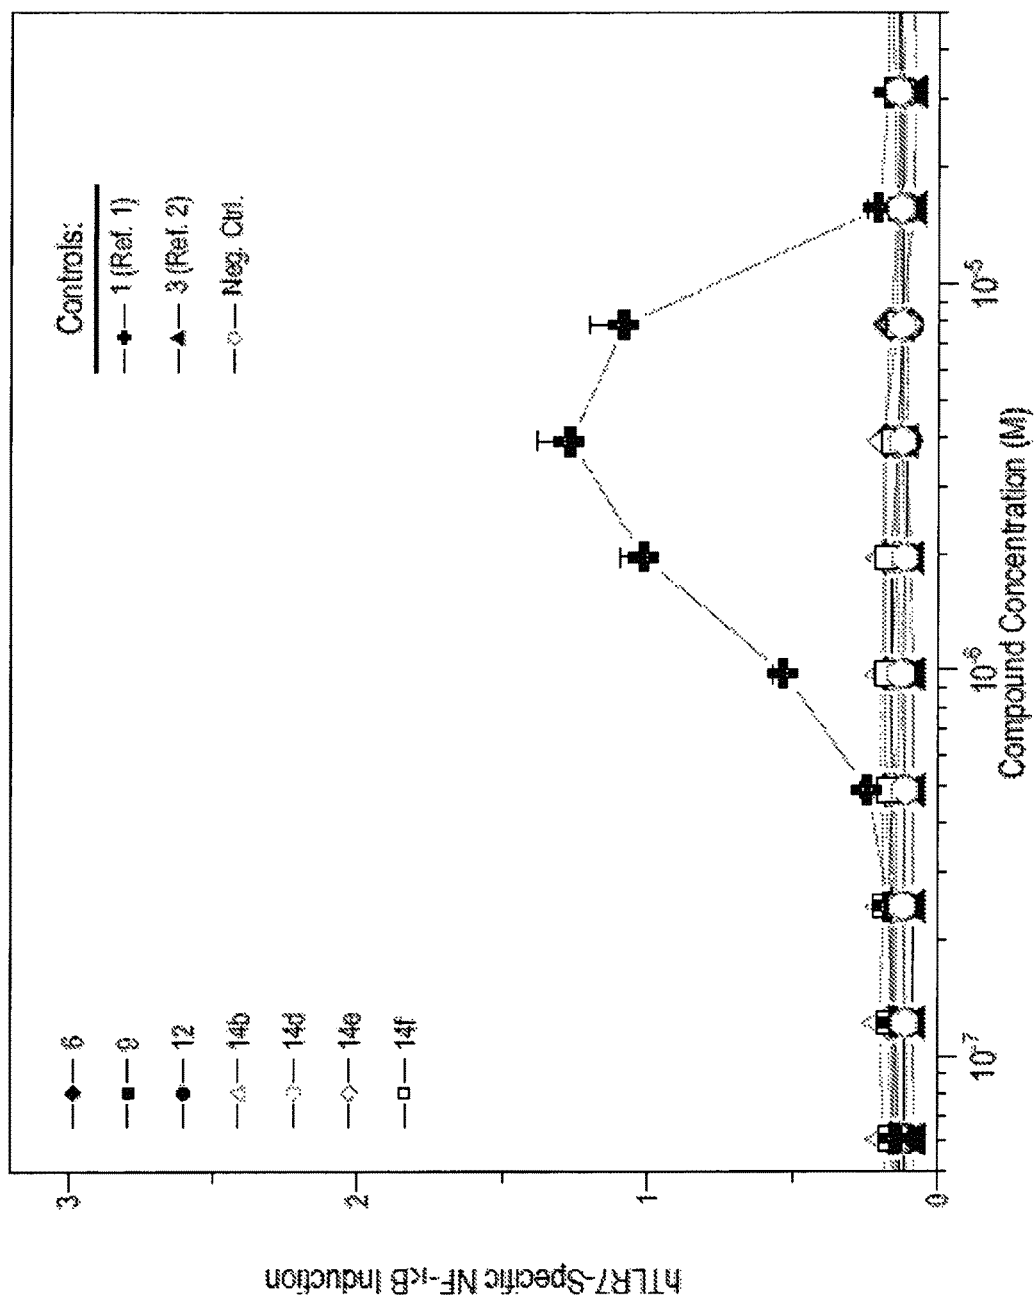 hTLR7-Specific NF-κB Induction
3
2
1
0
6
9
12
14b
14d
14e
14f
Controls:
1 (Ref. 1)
3 (Ref. 2)
Neg. Ctrl.
10⁻⁷
10⁻⁶
10⁻⁵
Compound Concentration (M)